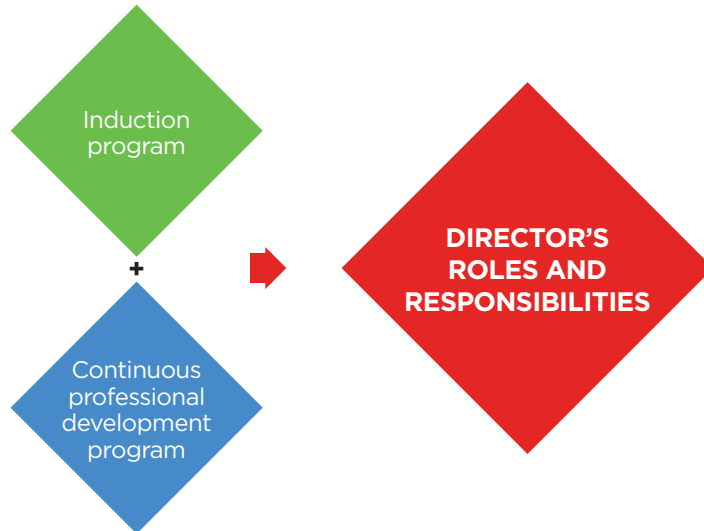 Induction
program
+
Continuous
professional
development
program
DIRECTOR'S
ROLES AND
RESPONSIBILITIES